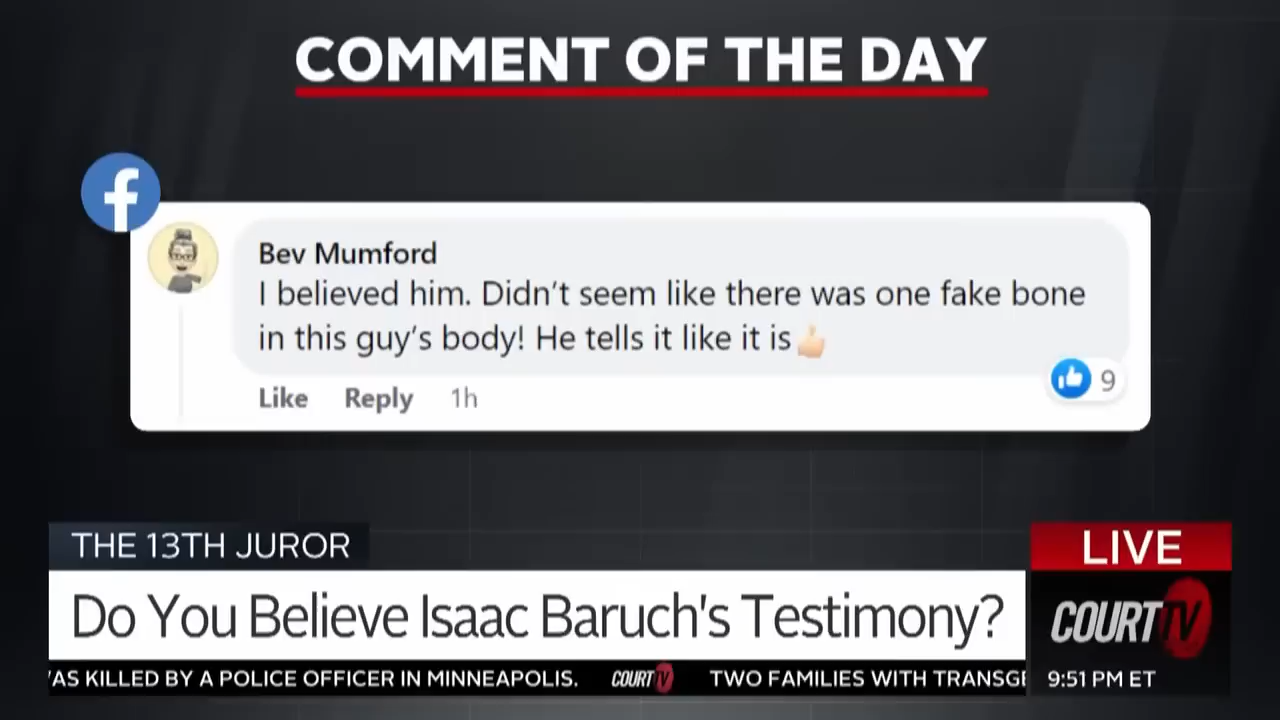 COMMENT OF THE DAY
f
Bev Mumford
I believed him. Didn't seem like there was one fake bone
in this guy's body! He tells it like it is👍🏻
Like Reply 1h
9
THE 13TH JUROR
LIVE
Do You Believe Isaac Baruch's Testimony?
COURT TV
'AS KILLED BY A POLICE OFFICER IN MINNEAPOLIS. COURT TV TWO FAMILIES WITH TRANSGE
9:51 PM ET